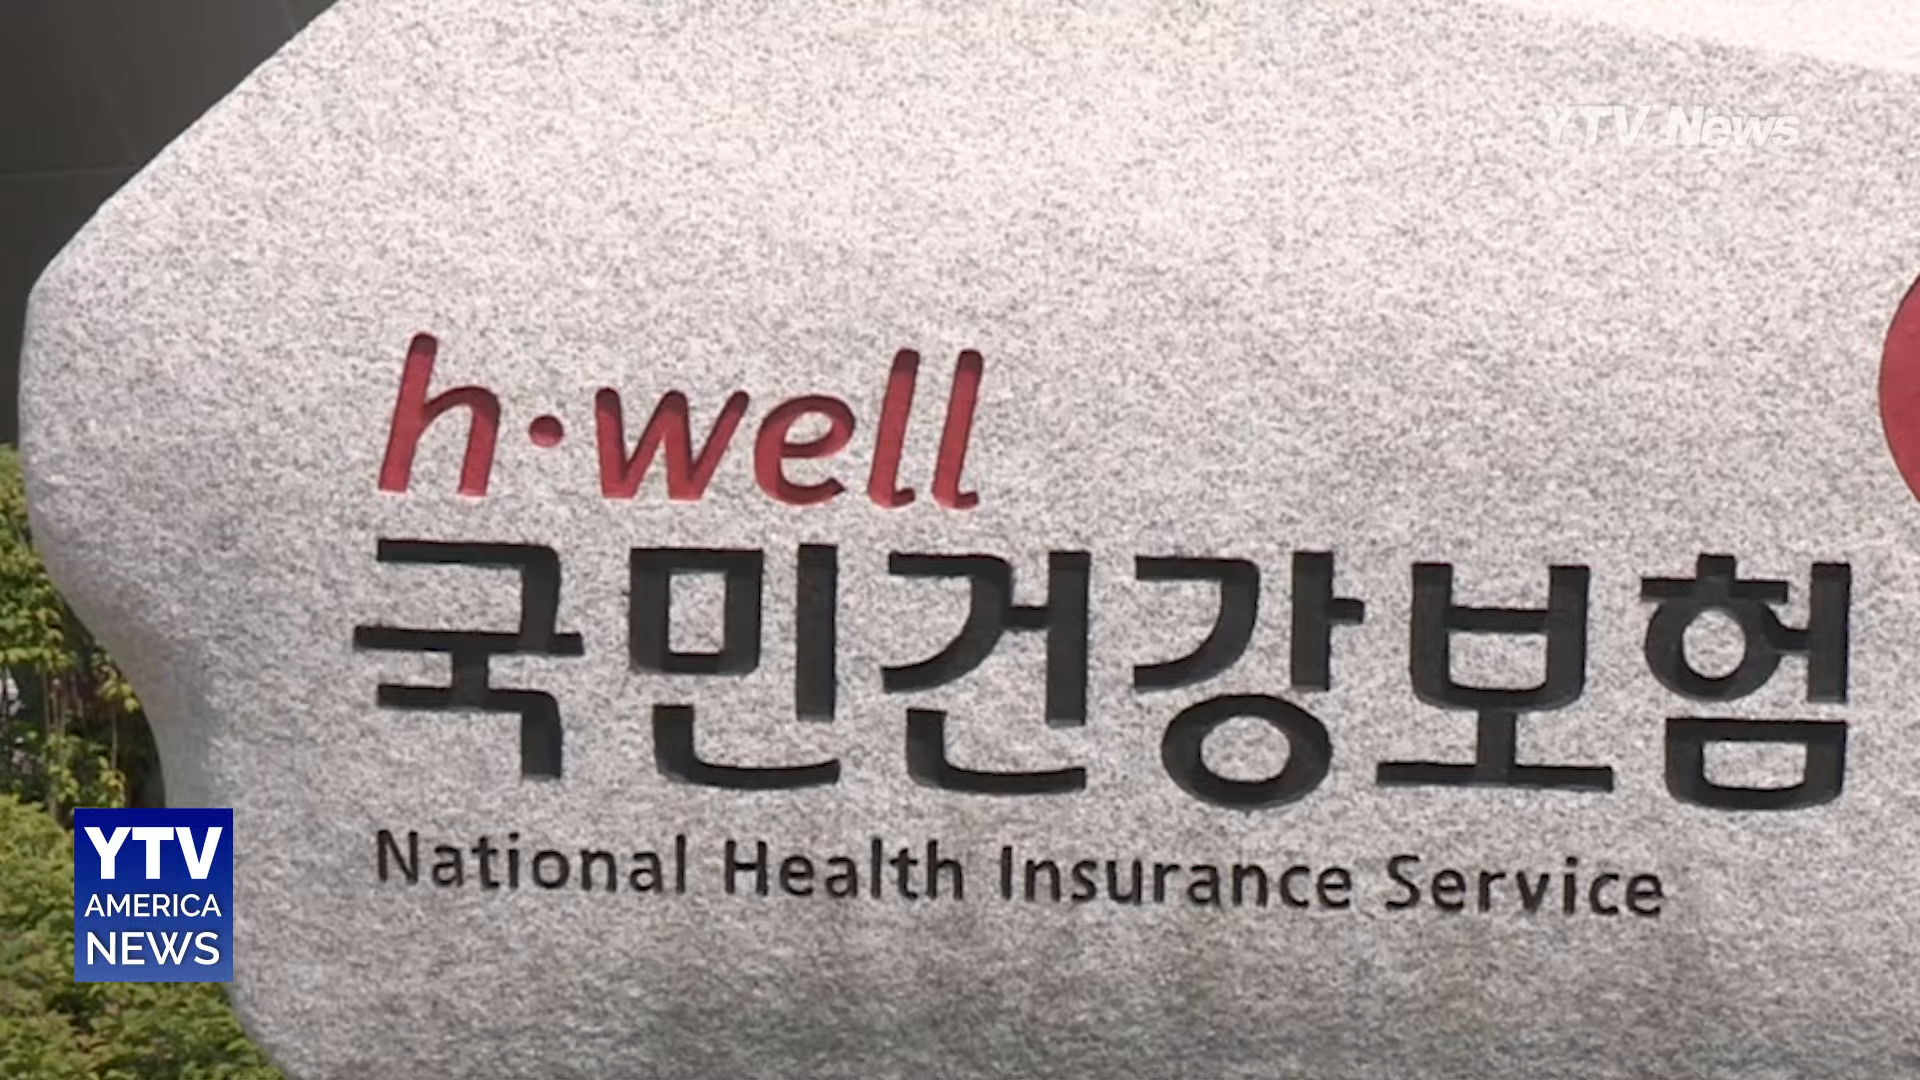 YTV News
h·well
국민건강보험
National Health Insurance Service
YTV
AMERICA
NEWS